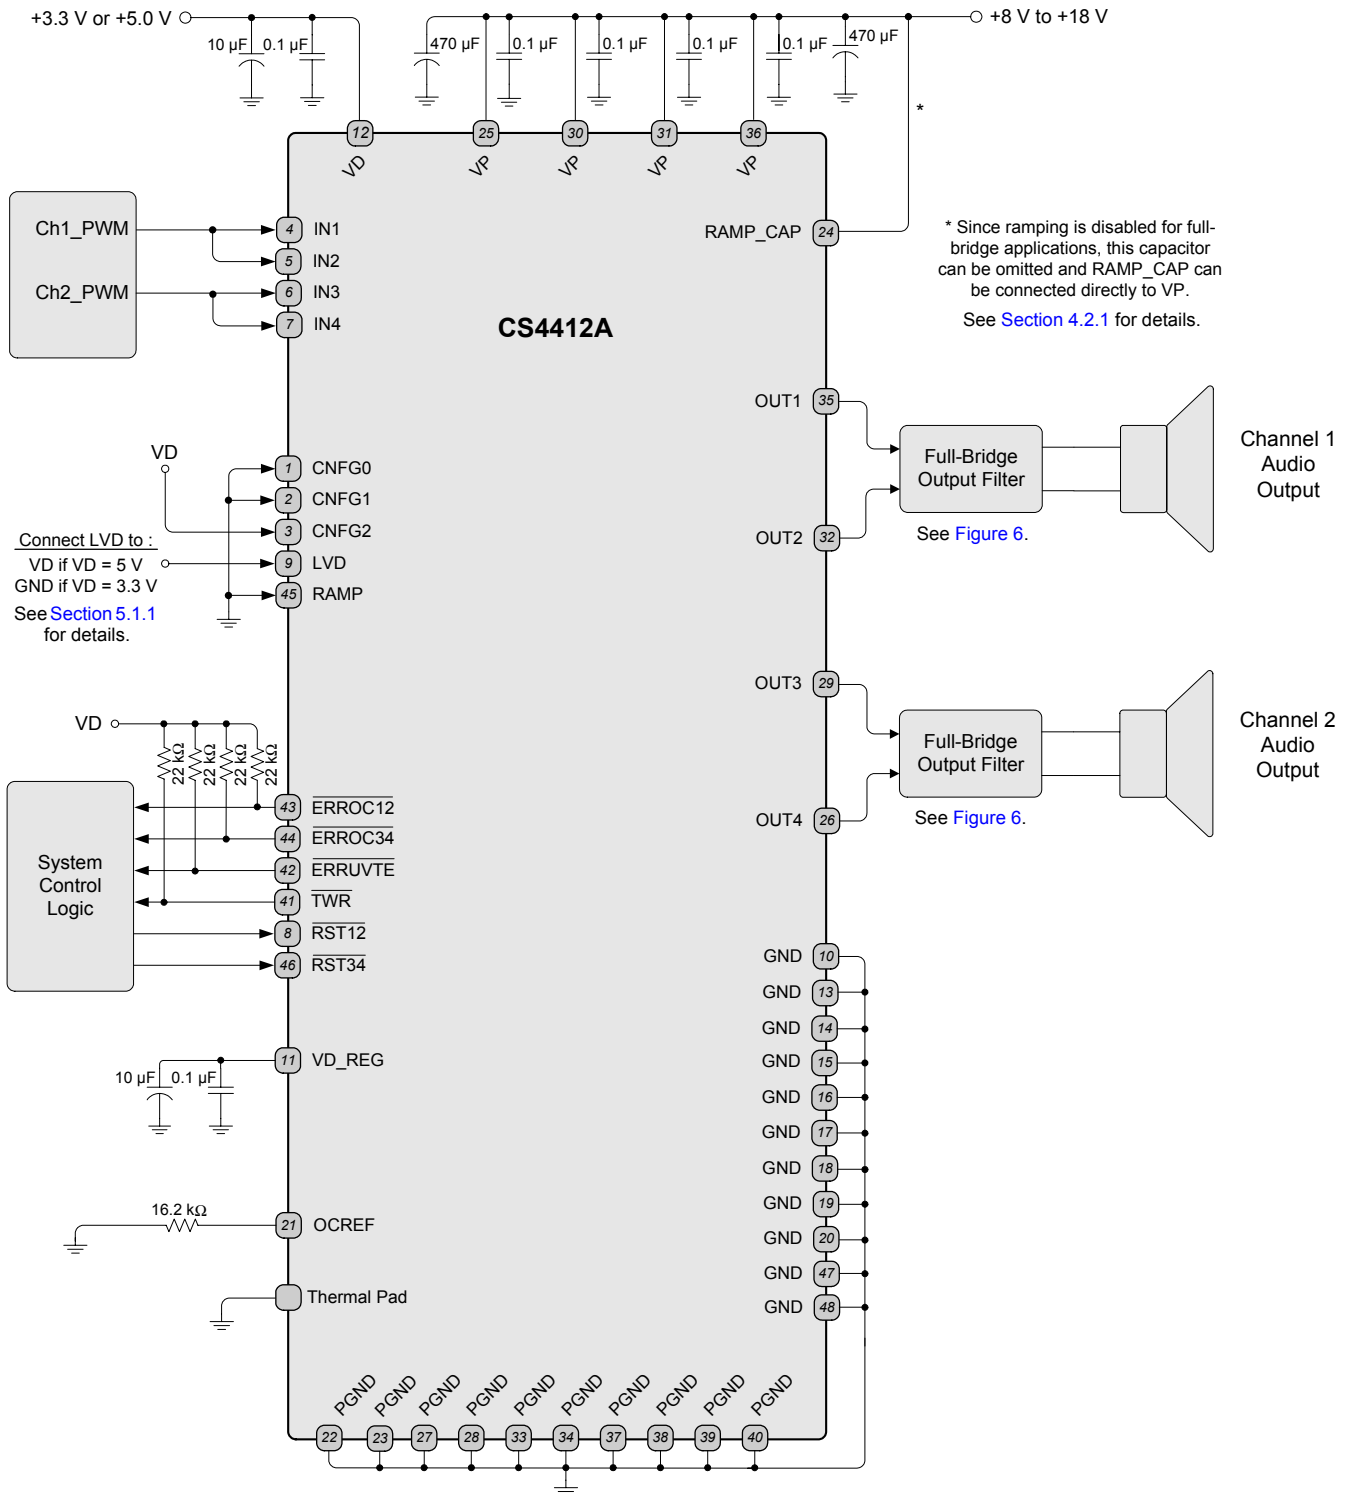 +3.3 V or +5.0 V
+8 V to +18 V
10 µF
0.1 µF
470 µF
0.1 µF
0.1 µF
0.1 µF
0.1 µF
470 µF
*
12
25
30
31
36
VD
VP
VP
VP
VP
Ch1_PWM
Ch2_PWM
4 IN1
5 IN2
6 IN3
7 IN4
CS4412A
RAMP_CAP 24
* Since ramping is disabled for full-
bridge applications, this capacitor
can be omitted and RAMP_CAP can
be connected directly to VP.
See Section 4.2.1 for details.
OUT1 35
OUT2 32
Full-Bridge
Output Filter
See Figure 6.
Channel 1
Audio
Output
VD
1 CNFG0
2 CNFG1
3 CNFG2
9 LVD
45 RAMP
Connect LVD to :
VD if VD = 5 V
GND if VD = 3.3 V
See Section 5.1.1
for details.
OUT3 29
OUT4 26
Full-Bridge
Output Filter
See Figure 6.
Channel 2
Audio
Output
VD
22 kΩ
22 kΩ
22 kΩ
22 kΩ
System
Control
Logic
43 ERROC12
44 ERROC34
42 ERRUVTE
41 TWR
8 RST12
46 RST34
11 VD_REG
10 µF
0.1 µF
16.2 kΩ
21 OCREF
Thermal Pad
GND 10
GND 13
GND 14
GND 15
GND 16
GND 17
GND 18
GND 19
GND 20
GND 47
GND 48
PGND
PGND
PGND
PGND
PGND
PGND
PGND
PGND
PGND
PGND
22
23
27
28
33
34
37
38
39
40